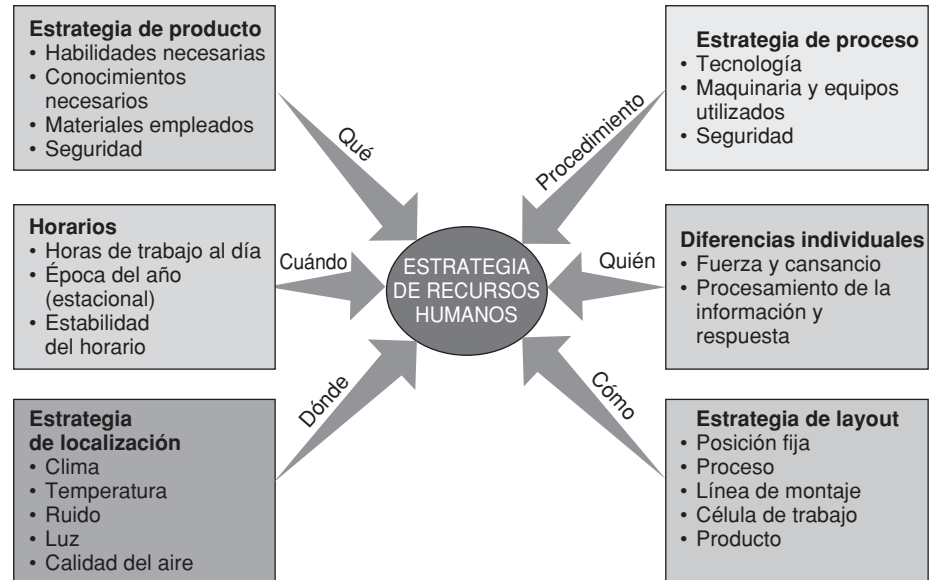 Estrategia de producto
• Habilidades necesarias
• Conocimientos
necesarios
• Materiales empleados
• Seguridad
Qué
Estrategia de proceso
• Tecnología
• Maquinaria y equipos
utilizados
• Seguridad
Procedimiento
Horarios
• Horas de trabajo al día
• Época del año
(estacional)
• Estabilidad
del horario
Cuándo
ESTRATEGIA
DE RECURSOS
HUMANOS
Quién
Diferencias individuales
• Fuerza y cansancio
• Procesamiento de la
información y
respuesta
Estrategia
de localización
• Clima
• Temperatura
• Ruido
• Luz
• Calidad del aire
Dónde
Cómo
Estrategia de layout
• Posición fija
• Proceso
• Línea de montaje
• Célula de trabajo
• Producto